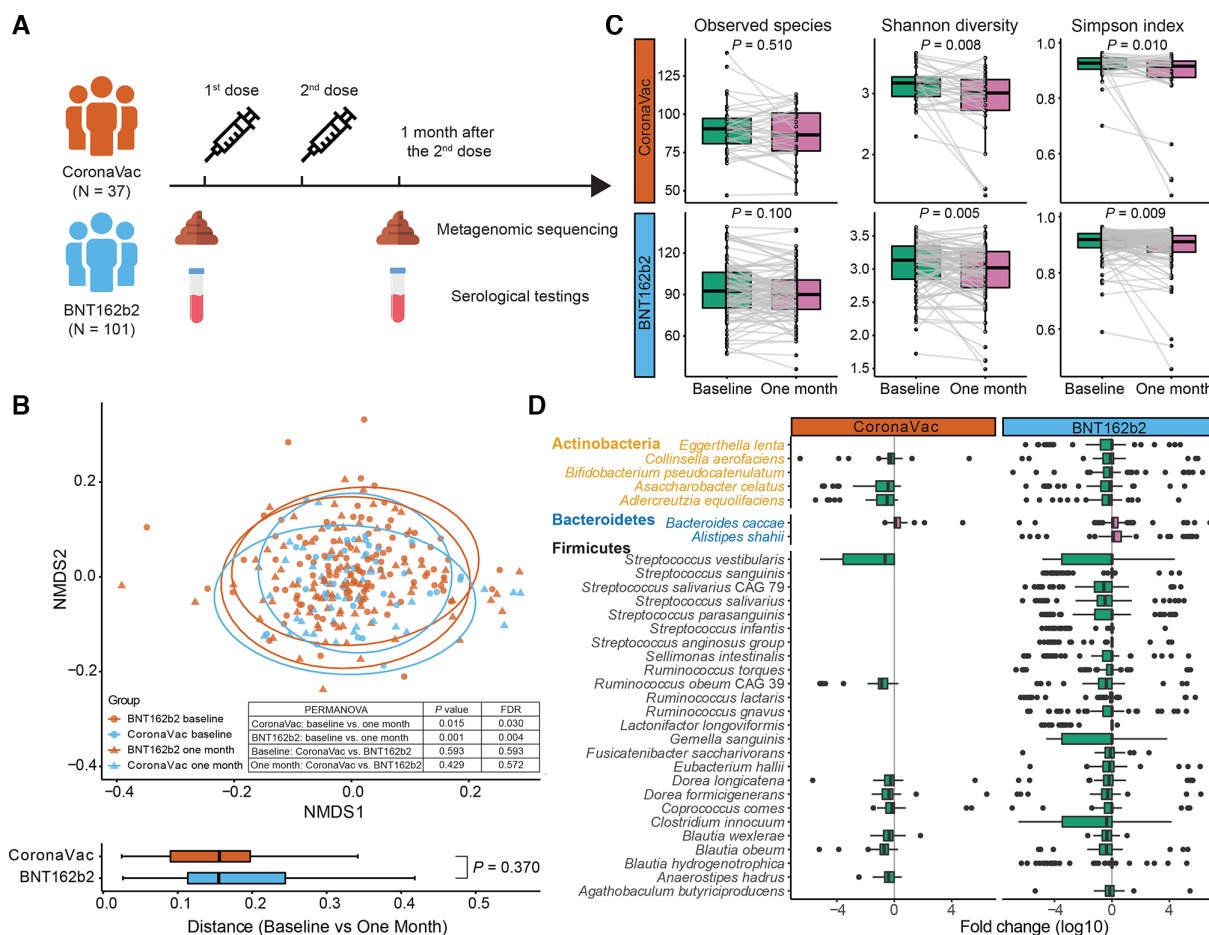 A
CoronaVac
(N = 37)
BNT162b2
(N = 101)
1st dose
2nd dose
1 month after
the 2nd dose
Metagenomic sequencing
Serological testings
C
Observed species
Shannon diversity
Simpson index
CoronaVac
P = 0.510
P = 0.008
P = 0.010
125
100
75
50
3
2
1.0
0.8
0.6
BNT162b2
P = 0.100
P = 0.005
P = 0.009
120
90
60
3.5
3.0
2.5
2.0
1.5
1.0
0.8
0.6
Baseline One month
Baseline One month
Baseline One month
B
NMDS2
0.2
0.0
−0.2
−0.4
Group
BNT162b2 baseline
CoronaVac baseline
BNT162b2 one month
CoronaVac one month
PERMANOVA P value FDR
CoronaVac: baseline vs. one month 0.015 0.030
BNT162b2: baseline vs. one month 0.001 0.004
Baseline: CoronaVac vs. BNT162b2 0.593 0.593
One month: CoronaVac vs. BNT162b2 0.429 0.572
−0.4 −0.2 0.0 0.2
NMDS1
CoronaVac
BNT162b2
P = 0.370
0.0 0.1 0.2 0.3 0.4 0.5
Distance (Baseline vs One Month)
D
CoronaVac
BNT162b2
Actinobacteria
Eggerthella lenta
Collinsella aerofaciens
Bifidobacterium pseudocatenulatum
Asaccharobacter celatus
Adlercreutzia equolifaciens
Bacteroidetes
Bacteroides caccae
Alistipes shahii
Firmicutes
Streptococcus vestibularis
Streptococcus sanguinis
Streptococcus salivarius CAG 79
Streptococcus salivarius
Streptococcus parasanguinis
Streptococcus infantis
Streptococcus anginosus group
Sellimonas intestinalis
Ruminococcus torques
Ruminococcus obeum CAG 39
Ruminococcus lactaris
Ruminococcus gnavus
Lactonifactor longoviformis
Gemella sanguinis
Fusicatenibacter saccharivorans
Eubacterium hallii
Dorea longicatena
Dorea formicigenerans
Coprococcus comes
Clostridium innocuum
Blautia wexlerae
Blautia obeum
Blautia hydrogenotrophica
Anaerostipes hadrus
Agathobaculum butyriciproducens
−4 0 4
−4 0 4
Fold change (log10)